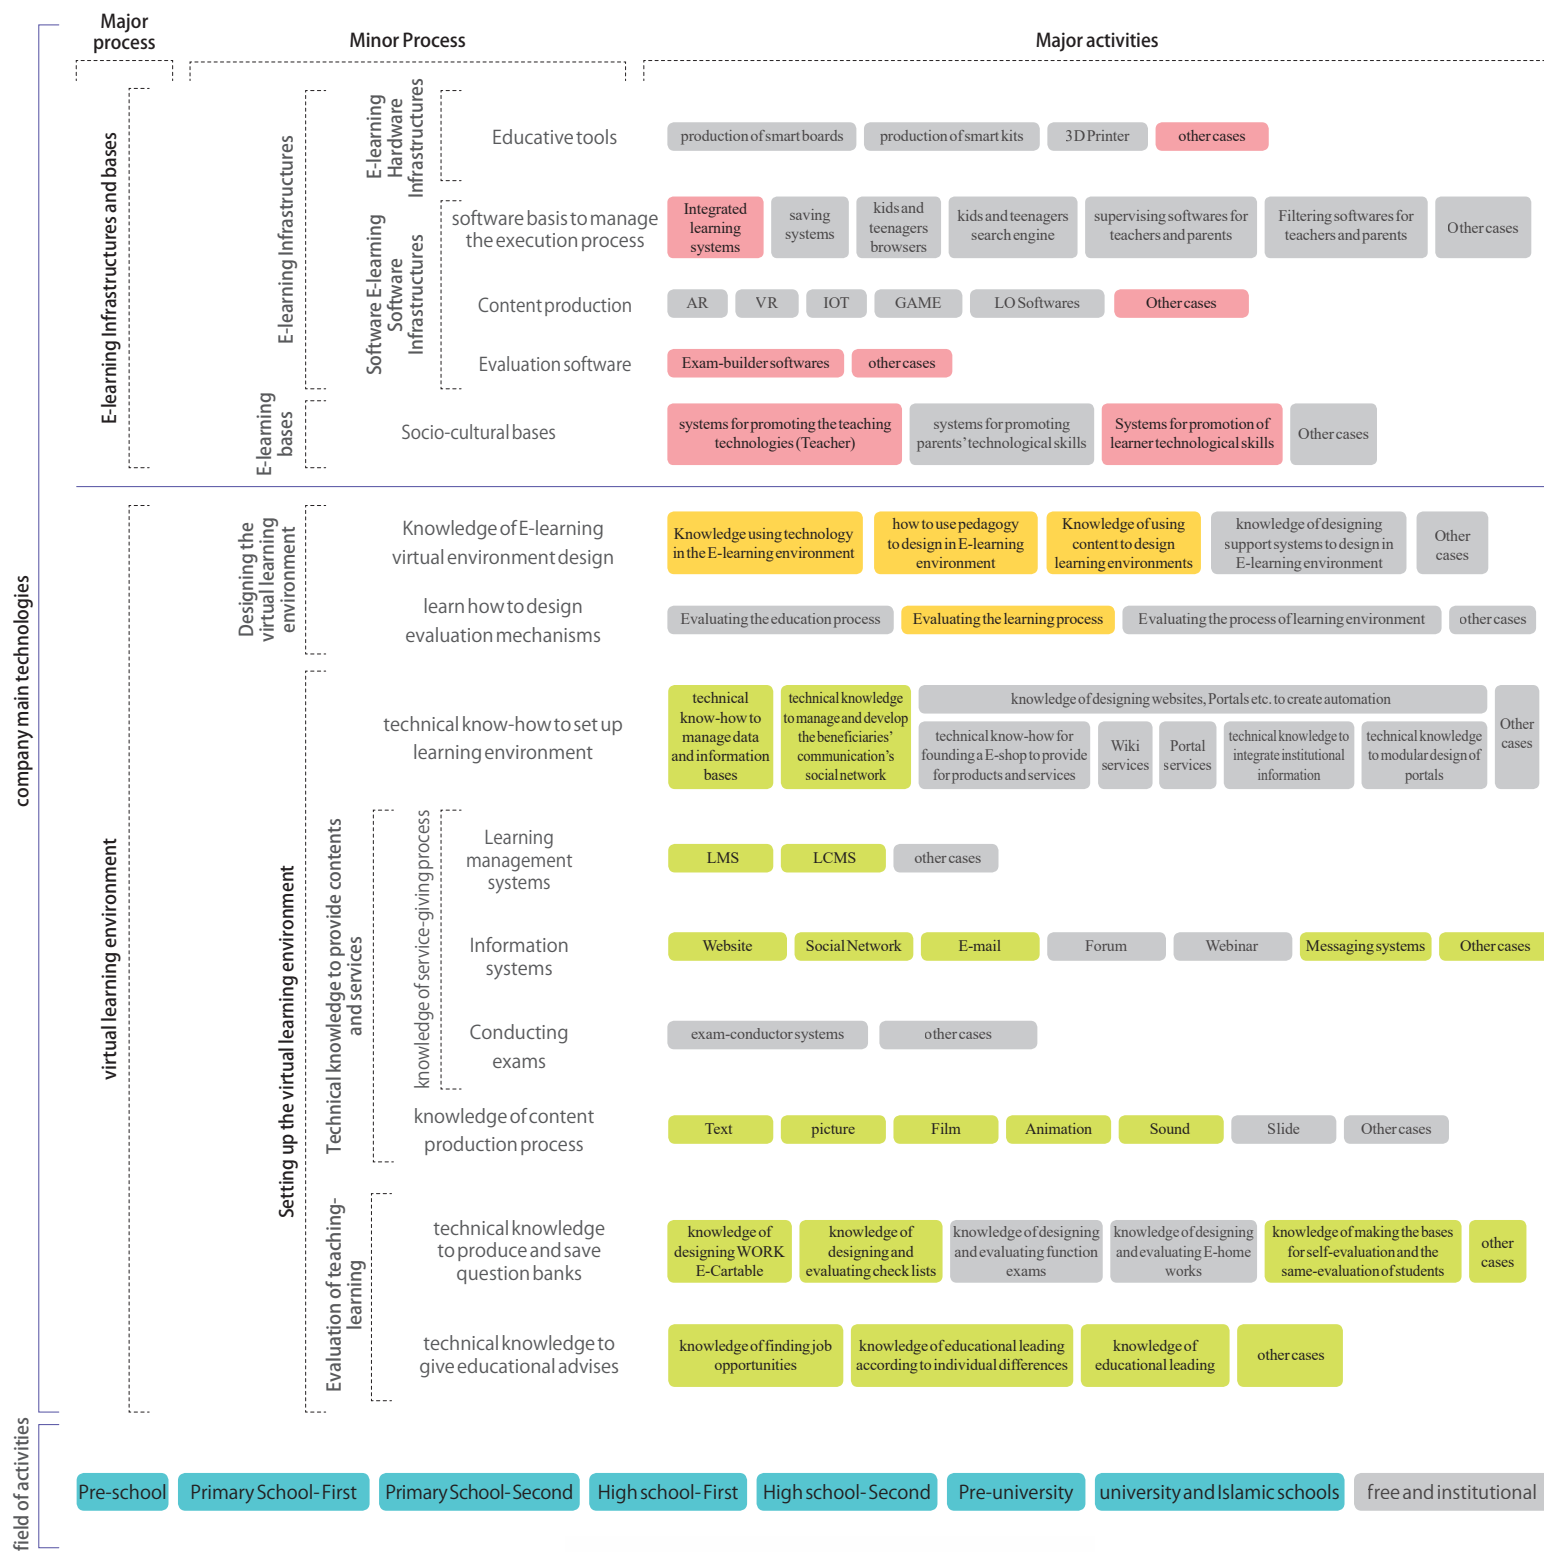 Major
process
Minor Process
Major activities
company main technologies
E-learning Infrastructures and bases
E-learning Infrastructures
E-learning
Hardware
Infrastructures
Educative tools
production of smart boards
production of smart kits
3D Printer
other cases
Software E-learning
Software
Infrastructures
software basis to manage
the execution process
Integrated
learning
systems
saving
systems
kids and
teenagers
browsers
kids and teenagers
search engine
supervising softwares for
teachers and parents
Filtering softwares for
teachers and parents
Other cases
Content production
AR
VR
IOT
GAME
LO Softwares
Other cases
Evaluation software
Exam-builder softwares
other cases
E-learning
bases
Socio-cultural bases
systems for promoting the teaching
technologies (Teacher)
systems for promoting
parents' technological skills
Systems for promotion of
learner technological skills
Other cases
virtual learning environment
Designing the
virtual learning
environment
Knowledge of E-learning
virtual environment design
Knowledge using technology
in the E-learning environment
how to use pedagogy
to design in E-learning
environment
Knowledge of using
content to design
learning environments
knowledge of designing
support systems to design in
E-learning environment
Other
cases
learn how to design
evaluation mechanisms
Evaluating the education process
Evaluating the learning process
Evaluating the process of learning environment
other cases
Setting up the virtual learning environment
technical know-how to set up
learning environment
technical
know-how to
manage data
and information
bases
technical knowledge
to manage and develop
the beneficiaries'
communication's
social network
knowledge of designing websites, Portals etc. to create automation
technical know-how for
founding a E-shop to provide
for products and services
Wiki
services
Portal
services
technical knowledge to
integrate institutional
information
technical knowledge
to modular design of
portals
Other
cases
Technical knowledge to provide contents
and services
knowledge of service-giving process
Learning
management
systems
LMS
LCMS
other cases
Information
systems
Website
Social Network
E-mail
Forum
Webinar
Messaging systems
Other cases
Conducting
exams
exam-conductor systems
other cases
knowledge of content
production process
Text
picture
Film
Animation
Sound
Slide
Other cases
Evaluation of teaching-
learning
technical knowledge
to produce and save
question banks
knowledge of
designing WORK
E-Cartable
knowledge of
designing and
evaluating check lists
knowledge of designing
and evaluating function
exams
knowledge of designing
and evaluating E-home
works
knowledge of making the bases
for self-evaluation and the
same-evaluation of students
other
cases
technical knowledge to
give educational advises
knowledge of finding job
opportunities
knowledge of educational leading
according to individual differences
knowledge of
educational leading
other cases
field of activities
Pre-school
Primary School- First
Primary School- Second
High school- First
High school- Second
Pre-university
university and Islamic schools
free and institutional